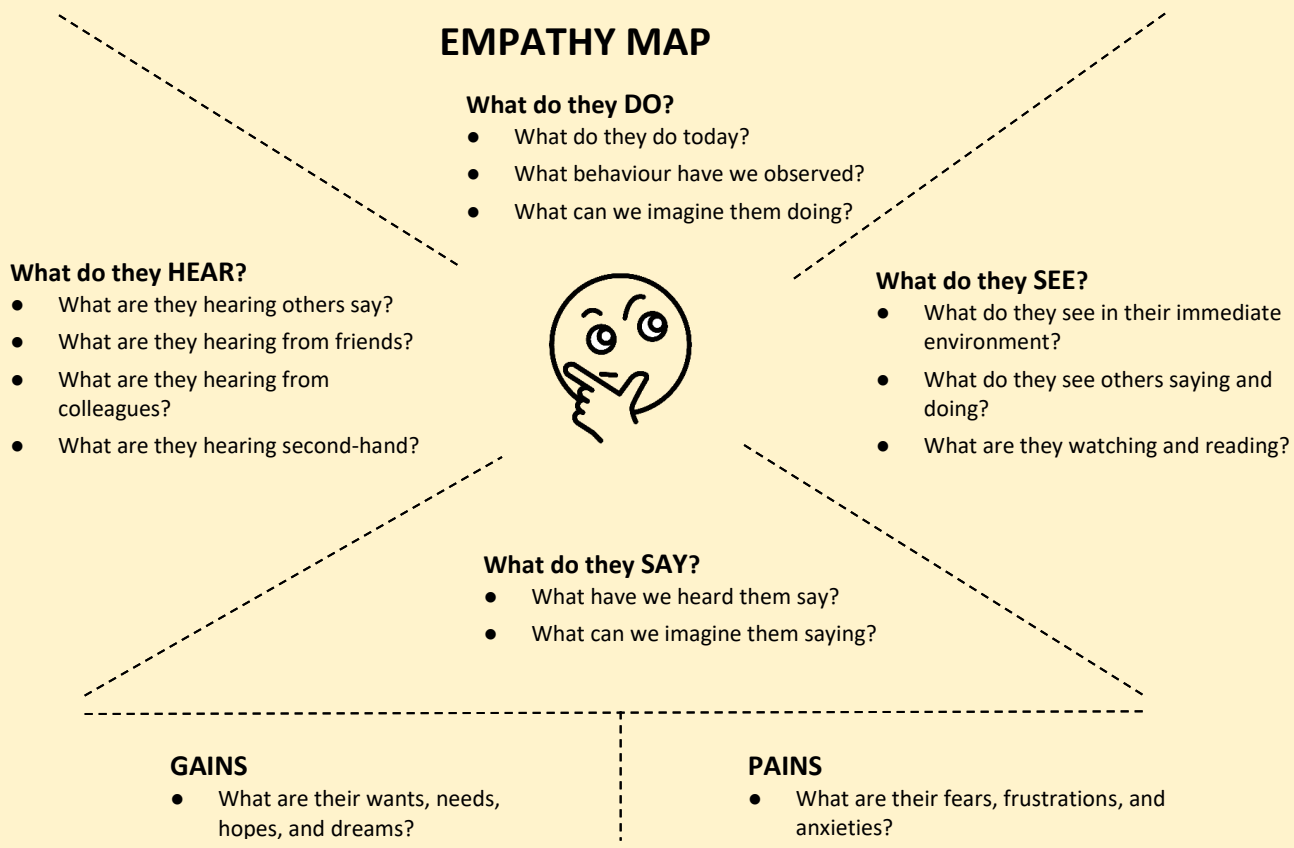 EMPATHY MAP
What do they DO?
● What do they do today?
● What behaviour have we observed?
● What can we imagine them doing?
What do they HEAR?
● What are they hearing others say?
● What are they hearing from friends?
● What are they hearing from
colleagues?
● What are they hearing second-hand?
What do they SEE?
● What do they see in their immediate
environment?
● What do they see others saying and
doing?
● What are they watching and reading?
What do they SAY?
● What have we heard them say?
● What can we imagine them saying?
GAINS
● What are their wants, needs,
hopes, and dreams?
PAINS
● What are their fears, frustrations, and
anxieties?